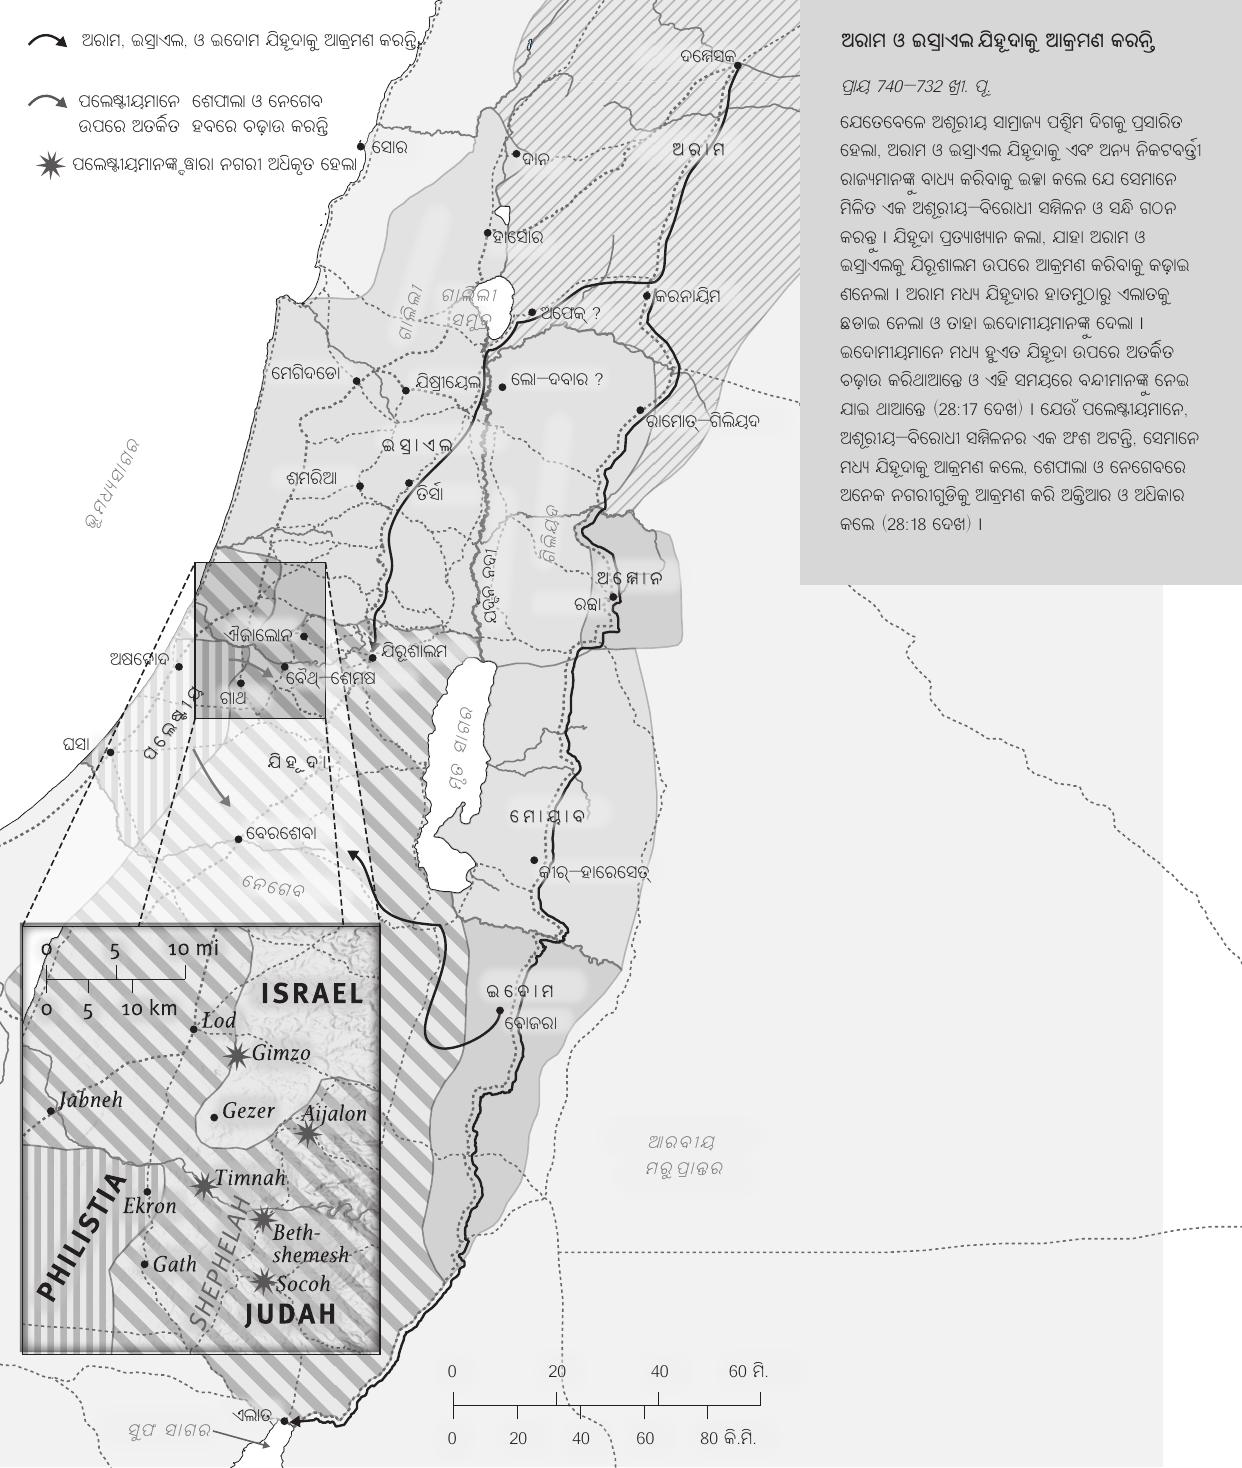 ଅରାମ, ଇସ୍ରାଏଲ, ଓ ଇଦୋମ ଯିହୂଦାକୁ ଆକ୍ରମଣ କରନ୍ତି
ପଲେଷ୍ଟୀୟମାନେ ଶେଫାଲା ଓ ନେଗେବ
ଉପରେ ଅତର୍କିତ ହବରେ ଚଢ଼ାଉ କରନ୍ତି
ପଲେଷ୍ଟୀୟମାନଙ୍କ ଦ୍ୱାରା ନଗରୀ ଅଧିକୃତ ହେଲା
ଅରାମ ଓ ଇସ୍ରାଏଲ ଯିହୂଦାକୁ ଆକ୍ରମଣ କରନ୍ତି
ପ୍ରାୟ 740–732 ଖ୍ରୀ. ପୂ.
ଯେତେବେଳେ ଅଶୂରୀୟ ସାମ୍ରାଜ୍ୟ ପଶ୍ଚିମ ଦିଗକୁ ପ୍ରସାରିତ
ହେଲା, ଅରାମ ଓ ଇସ୍ରାଏଲ ଯିହୂଦାକୁ ଏବଂ ଅନ୍ୟ ନିକଟବର୍ତ୍ତୀ
ରାଜ୍ୟମାନଙ୍କୁ ବାଧ୍ୟ କରିବାକୁ ଇଚ୍ଛା କଲେ ଯେ ସେମାନେ
ମିଳିତ ଏକ ଅଶୂରୀୟ–ବିରୋଧୀ ସମ୍ମିଳନ ଓ ସନ୍ଧି ଗଠନ
କରନ୍ତୁ । ଯିହୂଦା ପ୍ରତ୍ୟାଖ୍ୟାନ କଲା, ଯାହା ଅରାମ ଓ
ଇସ୍ରାଏଲକୁ ଯିରୂଶାଲମ ଉପରେ ଆକ୍ରମଣ କରିବାକୁ କଢ଼ାଇ
ଶନେଲା । ଅରାମ ମଧ୍ୟ ଯିହୂଦାର ହାତମୁଠାରୁ ଏଲାତକୁ
ଛଡାଇ ନେଲା ଓ ତାହା ଇଦୋମୀୟମାନଙ୍କୁ ଦେଲା ।
ଇଦୋମୀୟମାନେ ମଧ୍ୟ ହୁଏତ ଯିହୂଦା ଉପରେ ଅତର୍କିତ
ଚଢ଼ାଉ କରିଥାଆନ୍ତେ ଓ ଏହି ସମୟରେ ବନ୍ଦୀମାନଙ୍କୁ ନେଇ
ଯାଇ ଥାଆନ୍ତେ (28:17 ଦେଖ) । ଯେଉଁ ପଲେଷ୍ଟୀୟମାନେ,
ଅଶୂରୀୟ–ବିରୋଧୀ ସମ୍ମିଳନର ଏକ ଅଂଶ ଅଟନ୍ତି, ସେମାନେ
ମଧ୍ୟ ଯିହୂଦାକୁ ଆକ୍ରମଣ କଲେ, ଶେଫାଲା ଓ ନେଗେବରେ
ଅନେକ ନଗରୀଗୁଡିକୁ ଆକ୍ରମଣ କରି ଅକ୍ତିଆର ଓ ଅଧିକାର
କଲେ (28:18 ଦେଖ) ।
ଦମ୍ମେସକ
ସୋର
ଦାନ
ଅରାମ
ହାସୋର
ଗାଲିଲୀ
ଗାଲିଲୀ
ସମୁଦ୍ର
କରନାୟିମ
ଅପେକ୍ ?
ମେଗିଦଡୋ
ଯିଷ୍ରୀୟେଲ
ଲୋ–ଦବାର ?
ରାମୋତ୍–ଗିଲିୟଦ
ଇସ୍ରାଏଲ
ଭୂମଧ୍ୟସାଗର
ଶମରିଆ
ତିର୍ସା
ଗିଲିୟଦ
ଯର୍ଦ୍ଦନ ନଦୀ
ଅମ୍ମୋନ
ରବ୍ବା
ଐଜାଲୋନ
ଯିରୂଶାଲମ
ଅଷଦୋଦ
ବୈଥ୍–ଶେମଷ
ଗାଥ
ପଲେଷ୍ଟୀୟ
ଘସା
ଯିହୂଦା
ମୃତ ସାଗର
ମୋୟାବ
ବେରଶେବା
କୀର୍–ହାରେସେତ୍
ନେଗେବ
ଇଦୋମ
ବୋଜରା
ଆରବୀୟ
ମରୁପ୍ରାନ୍ତର
ଏଲାତ୍
ସୁଫ ସାଗର
0 5 10 mi
0 5 10 km
ISRAEL
Lod
Gimzo
Jabneh
Gezer
Aijalon
Timnah
Ekron
PHILISTIA
SHEPHELAH
Beth-
shemesh
Gath
Socoh
JUDAH
0 20 40 60 ମି.
0 20 40 60 80 କି.ମି.